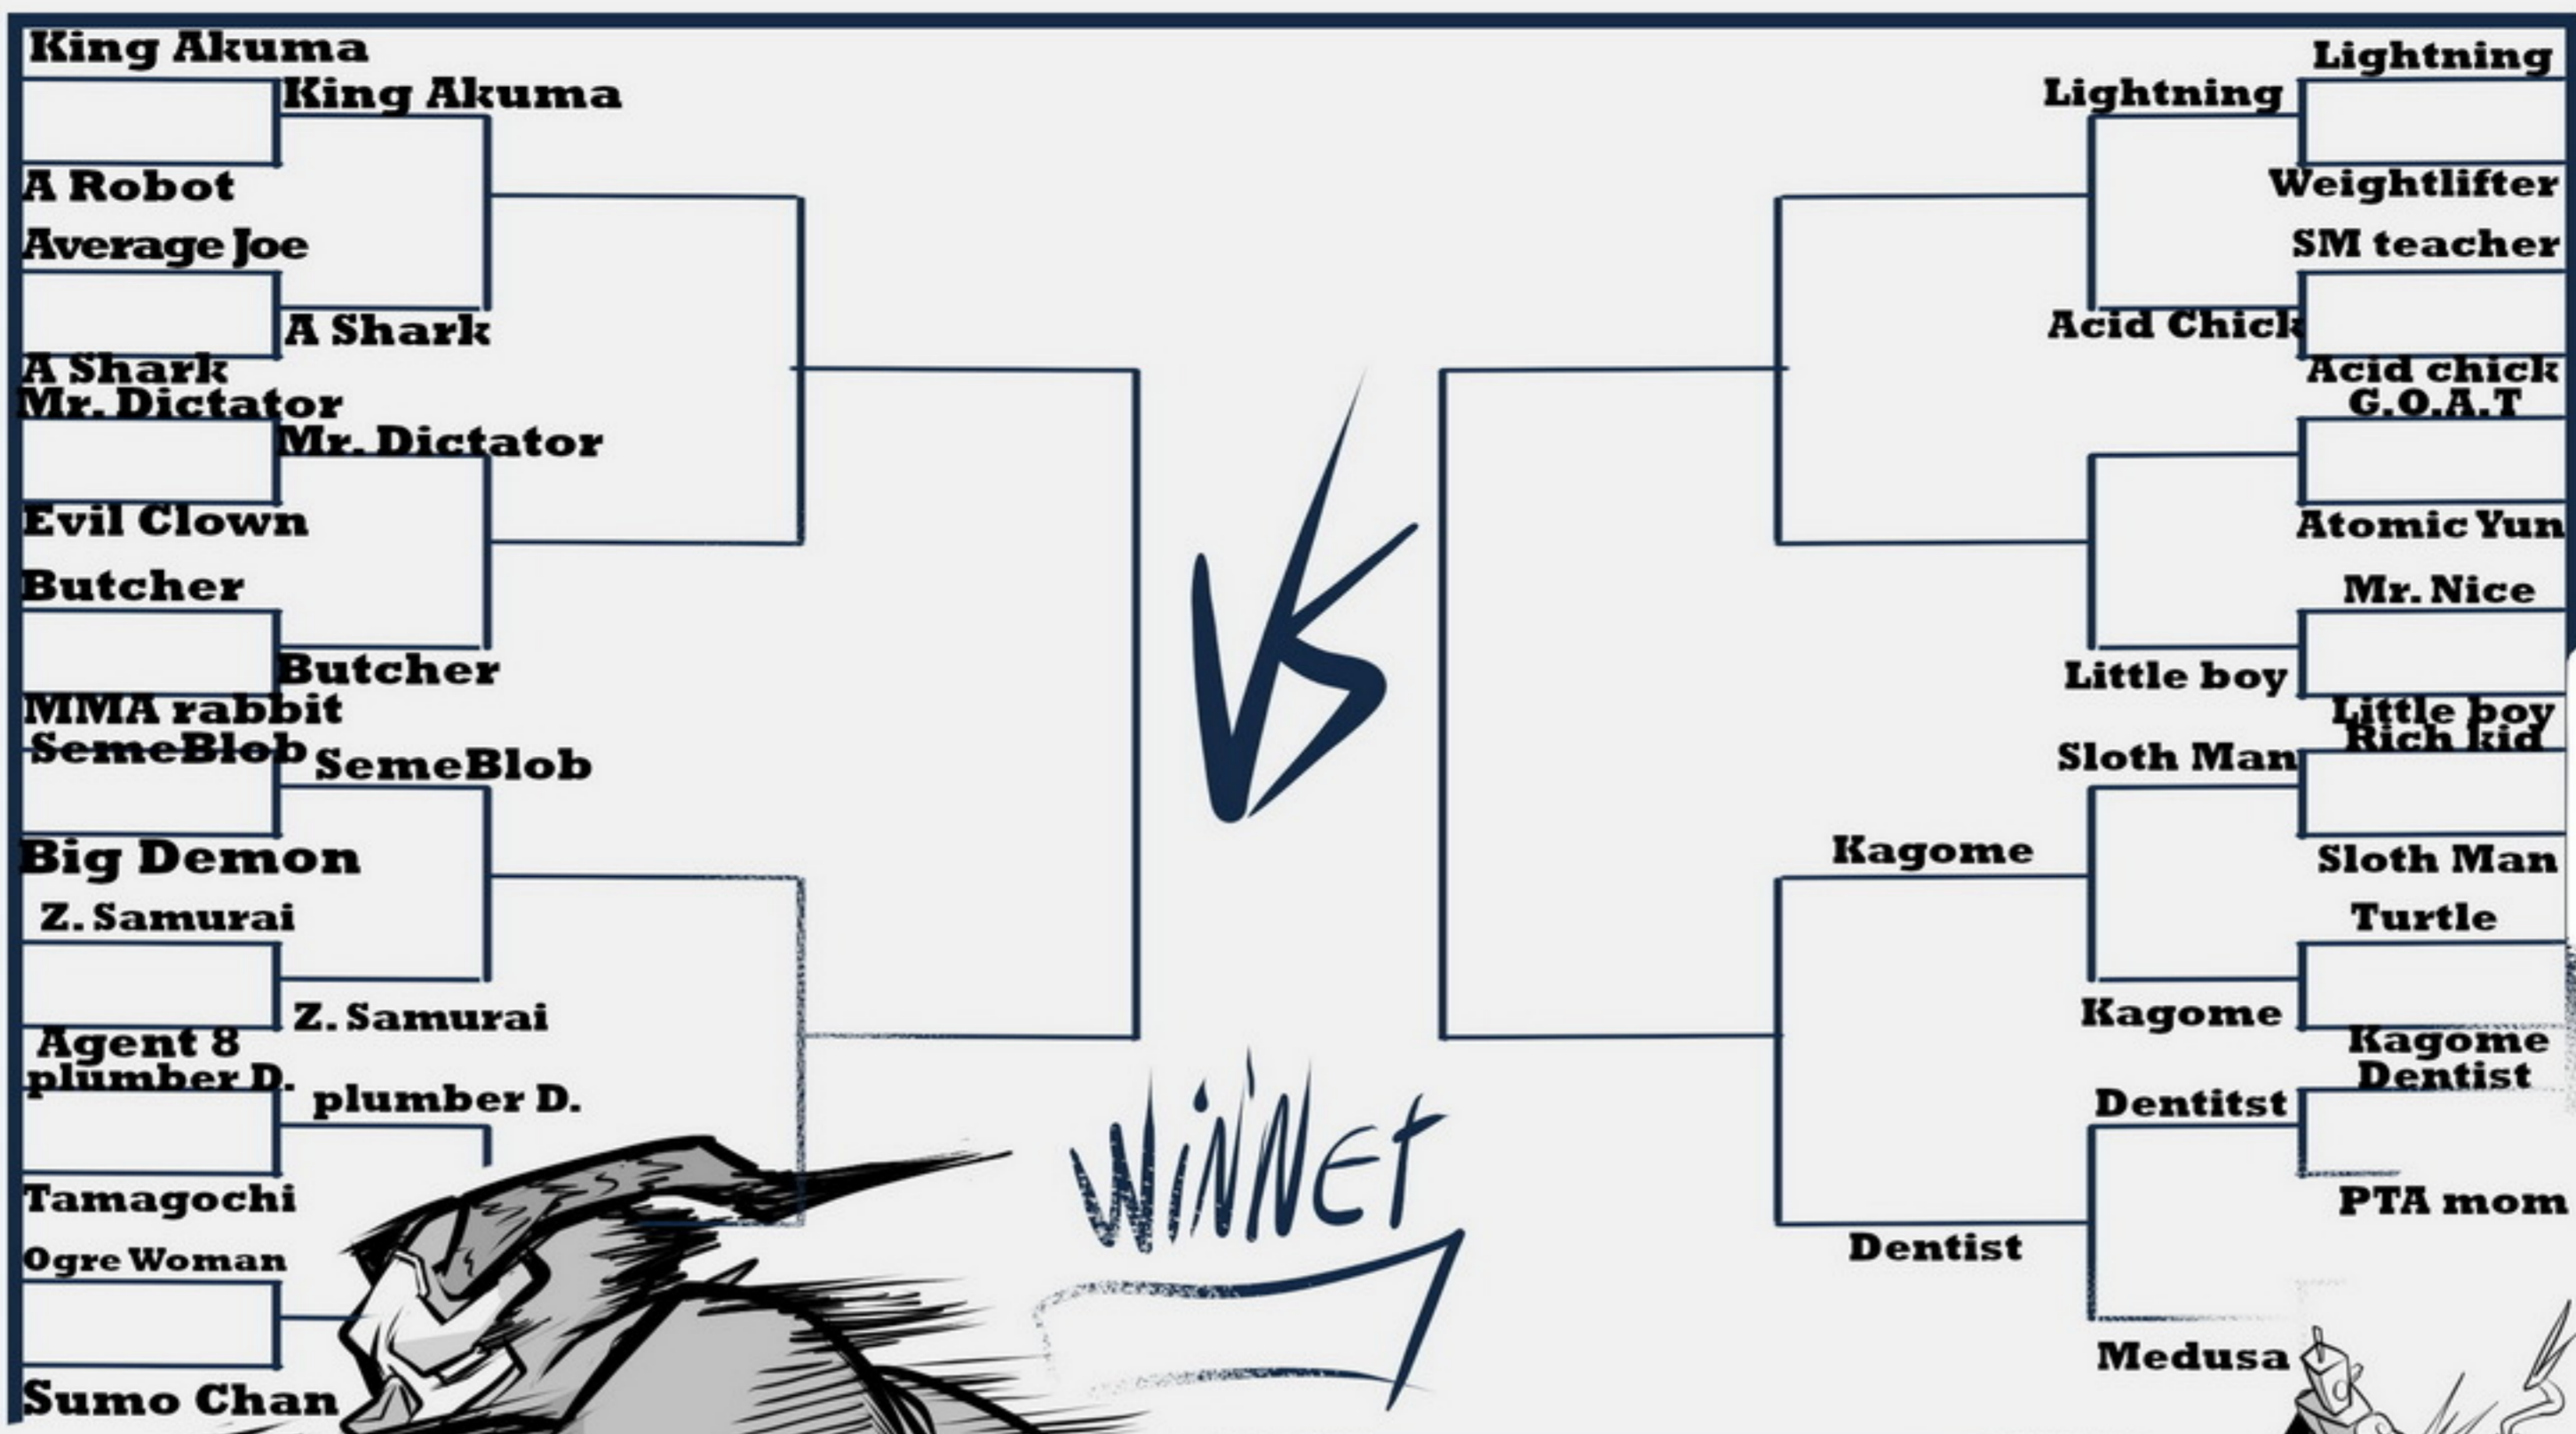 King Akuma
King Akuma
A Robot
Average Joe
A Shark
A Shark
Mr. Dictator
Mr. Dictator
Evil Clown
Butcher
Butcher
MMA rabbit
SemeBlob
SemeBlob
Big Demon
Z. Samurai
Z. Samurai
Agent 8
plumber D.
plumber D.
Tamagochi
Ogre Woman
Sumo Chan
VS
WiNNEr
Lightning
Lightning
Weightlifter
SM teacher
Acid Chick
Acid chick
G.O.A.T
Atomic Yun
Mr. Nice
Little boy
Little boy
Rich kid
Sloth Man
Kagome
Sloth Man
Turtle
Kagome
Kagome
Dentist
Dentitst
PTA mom
Dentist
Medusa